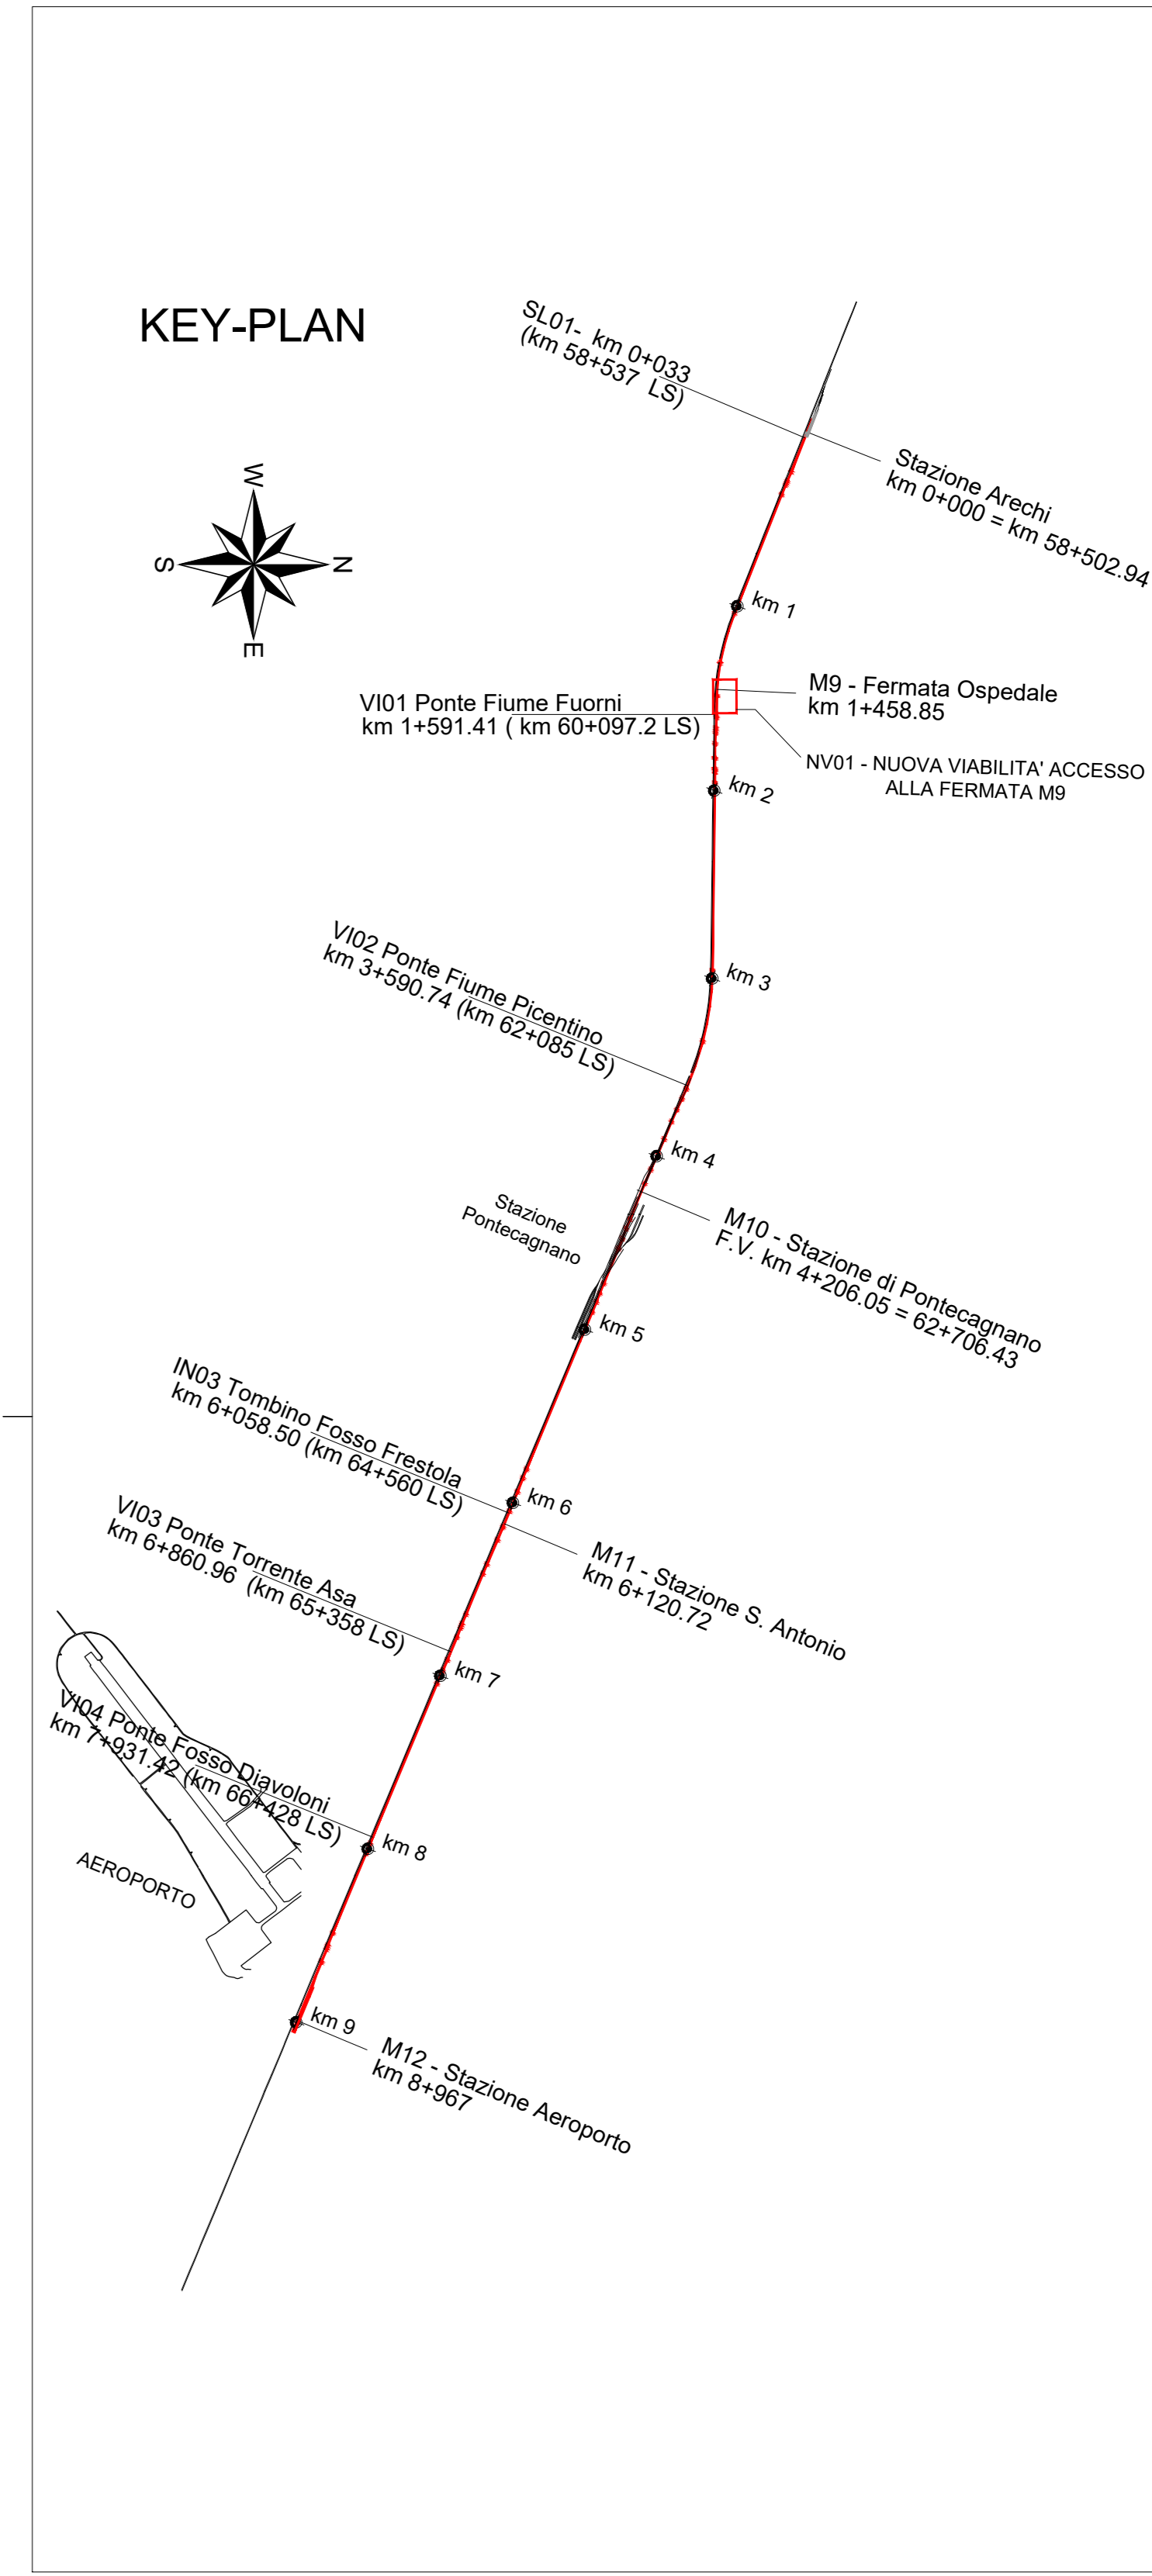 KEY-PLAN
W
S
N
E
SL01- km 0+033
(km 58+537 LS)
Stazione Arechi
km 0+000 = km 58+502.94
km 1
M9 - Fermata Ospedale
km 1+458.85
VI01 Ponte Fiume Fuorni
km 1+591.41 ( km 60+097.2 LS)
NV01 - NUOVA VIABILITA' ACCESSO
ALLA FERMATA M9
km 2
VI02 Ponte Fiume Picentino
km 3+590.74 (km 62+085 LS)
km 3
km 4
Stazione
Pontecagnano
M10 - Stazione di Pontecagnano
F.V. km 4+206.05 = 62+706.43
km 5
IN03 Tombino Fosso Frestola
km 6+058.50 (km 64+560 LS)
km 6
M11 - Stazione S. Antonio
km 6+120.72
VI03 Ponte Torrente Asa
km 6+860.96 (km 65+358 LS)
km 7
VI04 Ponte Fosso Diavoloni
km 7+931.42 (km 66+428 LS)
km 8
AEROPORTO
km 9
M12 - Stazione Aeroporto
km 8+967